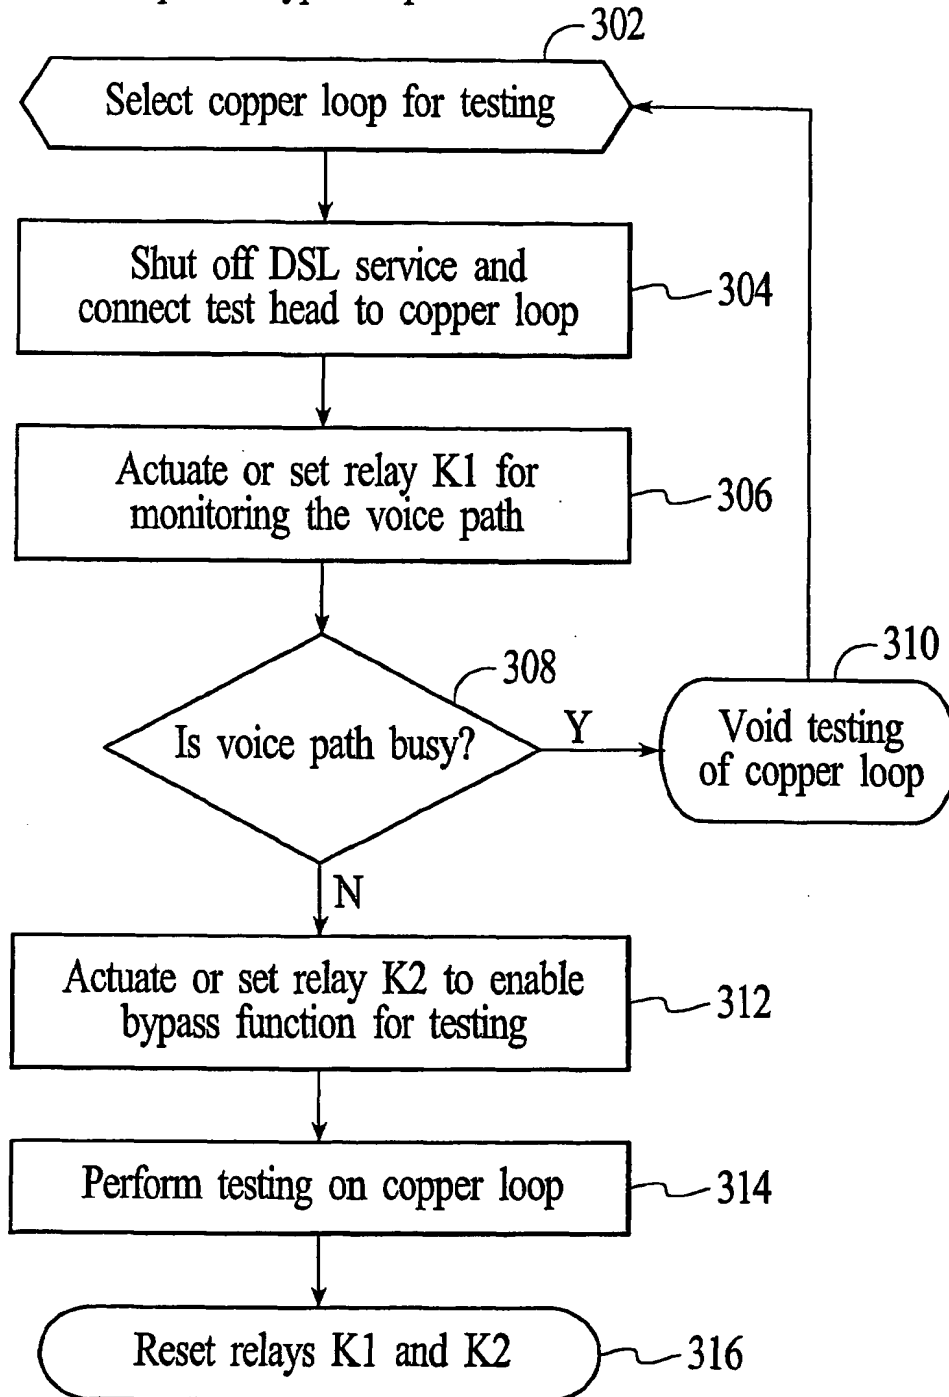 302
Select copper loop for testing
Shut off DSL service and
connect test head to copper loop
304
Actuate or set relay K1 for
monitoring the voice path
306
308
Is voice path busy?
Y
310
Void testing
of copper loop
N
Actuate or set relay K2 to enable
bypass function for testing
312
Perform testing on copper loop
314
Reset relays K1 and K2
316